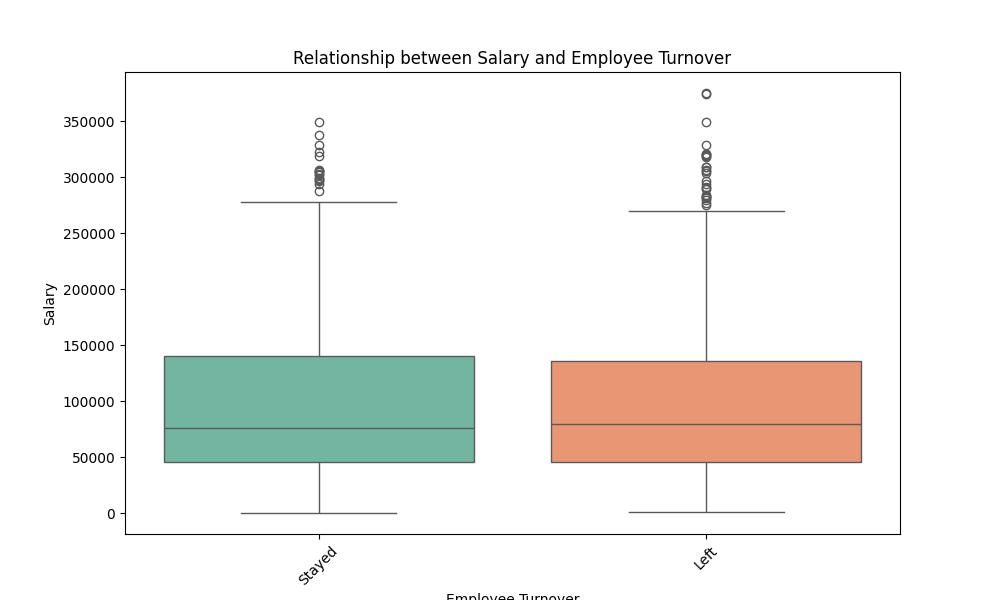 Relationship between Salary and Employee Turnover
350000
300000
250000
200000
150000
100000
50000
0
Salary
Stayed
Left
Employee Turnover